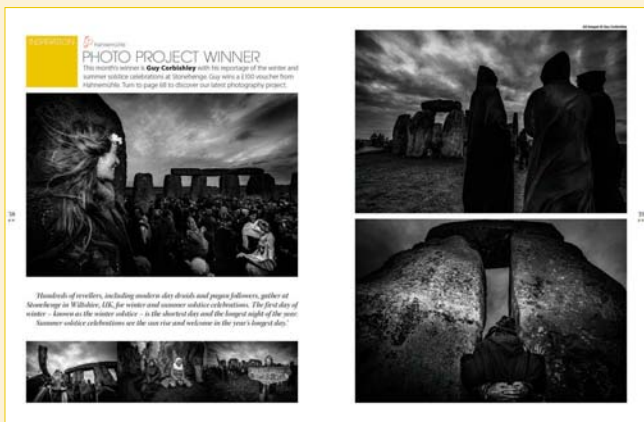 All images © Guy Corbishley
INSPIRATION
Hahnemühle
PHOTO PROJECT WINNER
This month's winner is Guy Corbishley with his reportage of the winter and
summer solstice celebrations at Stonehenge. Guy wins a £100 voucher from
Hahnemühle. Turn to page 68 to discover our latest photography project.
'Hundreds of revellers, including modern day druids and pagan followers, gather at
Stonehenge in Wiltshire, UK, for winter and summer solstice celebrations. The first day of
winter – known as the winter solstice – is the shortest day and the longest night of the year.
Summer solstice celebrations see the sun rise and welcome in the year's longest day.'